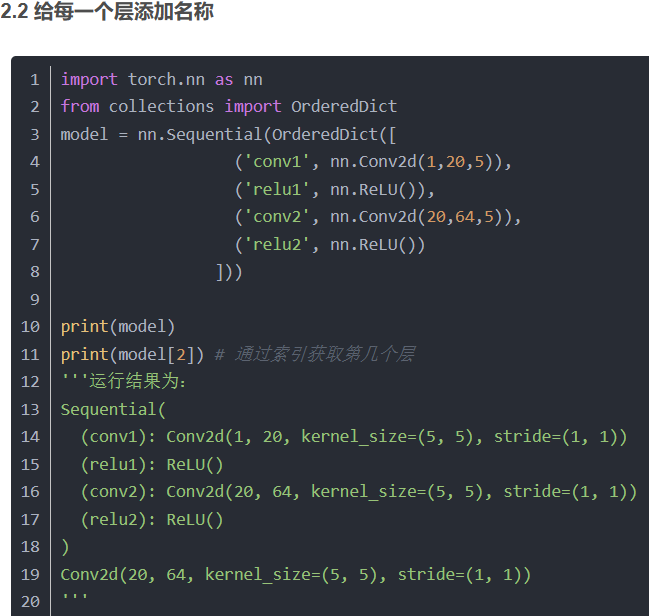 2.2 给每一个层添加名称
1 import torch.nn as nn
2 from collections import OrderedDict
3 model = nn.Sequential(OrderedDict([
4                   ('conv1', nn.Conv2d(1,20,5)),
5                   ('relu1', nn.ReLU()),
6                   ('conv2', nn.Conv2d(20,64,5)),
7                   ('relu2', nn.ReLU())
8                 ]))
9
10 print(model)
11 print(model[2]) # 通过索引获取第几个层
12 '''运行结果为:
13 Sequential(
14   (conv1): Conv2d(1, 20, kernel_size=(5, 5), stride=(1, 1))
15   (relu1): ReLU()
16   (conv2): Conv2d(20, 64, kernel_size=(5, 5), stride=(1, 1))
17   (relu2): ReLU()
18 )
19 Conv2d(20, 64, kernel_size=(5, 5), stride=(1, 1))
20 '''